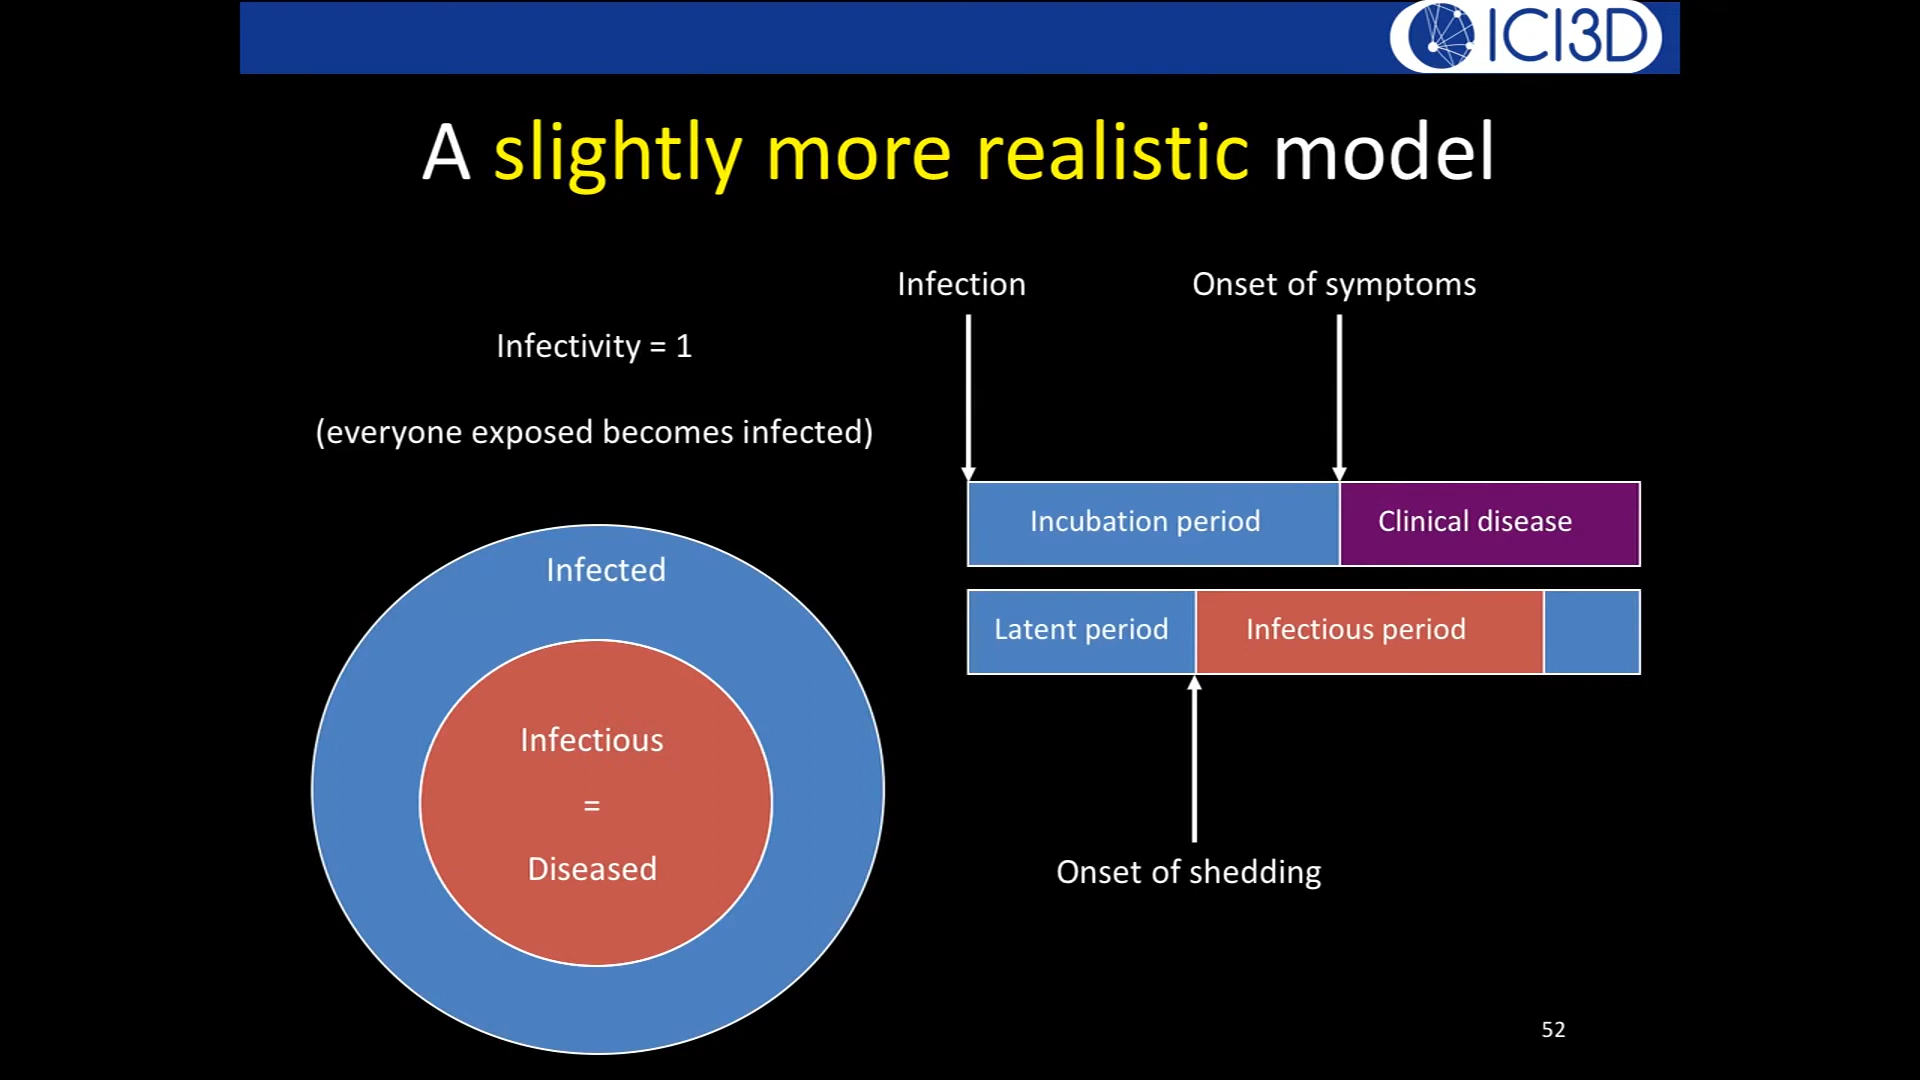 ICI3D
A slightly more realistic model
Infection
Onset of symptoms
Infectivity = 1
(everyone exposed becomes infected)
Incubation period
Clinical disease
Infected
Latent period
Infectious period
Infectious
=
Diseased
Onset of shedding
52